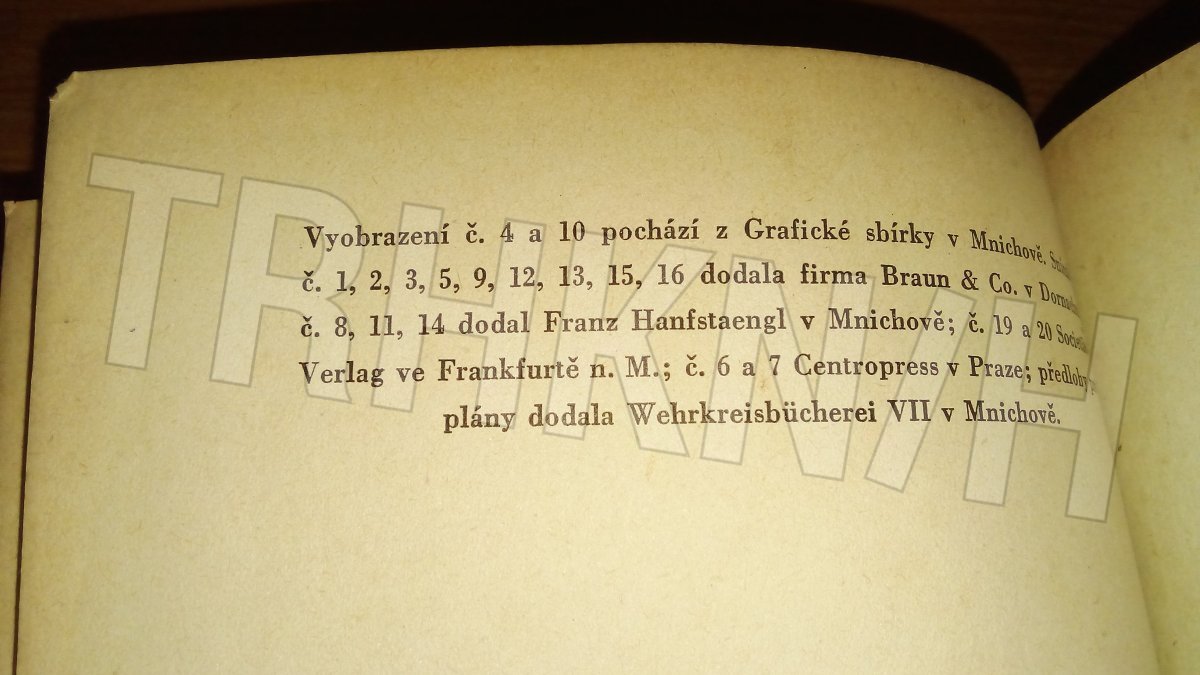 Vyobrazení č. 4 a 10 pochází z Grafické sbírky v Mnichově.
č. 1, 2, 3, 5, 9, 12, 13, 15, 16 dodala firma Braun & Co. v
č. 8, 11, 14 dodal Franz Hanfstaengl v Mnichově; č. 19 a 20
Verlag ve Frankfurtě n. M.; č. 6 a 7 Centropress v Praze; předlohy
plány dodala Wehrkreisbücherei VII v Mnichově.
TRHKNIH